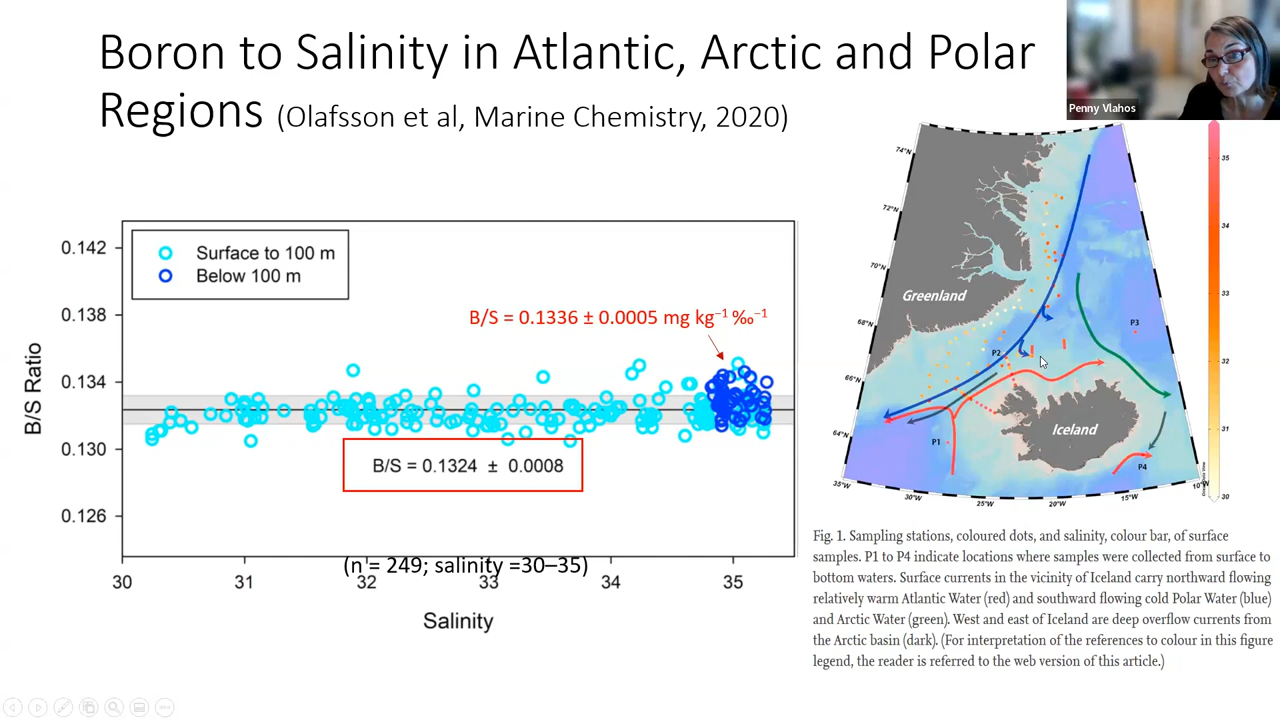 Boron to Salinity in Atlantic, Arctic and Polar
Regions (Olafsson et al, Marine Chemistry, 2020)
Penny Vlahos
Surface to 100 m
Below 100 m
B/S = 0.1336 ± 0.0005 mg kg⁻¹ ‰⁻¹
B/S = 0.1324 ± 0.0008
B/S Ratio
0.142
0.138
0.134
0.130
0.126
(n = 249; salinity =30–35)
30
31
32
33
34
35
Salinity
74°N
72°N
70°N
68°N
66°N
64°N
35°W
30°W
25°W
20°W
15°W
10°W
Greenland
Iceland
P1
P2
P3
P4
35
34
33
32
31
30
Fig. 1. Sampling stations, coloured dots, and salinity, colour bar, of surface
samples. P1 to P4 indicate locations where samples were collected from surface to
bottom waters. Surface currents in the vicinity of Iceland carry northward flowing
relatively warm Atlantic Water (red) and southward flowing cold Polar Water (blue)
and Arctic Water (green). West and east of Iceland are deep overflow currents from
the Arctic basin (dark). (For interpretation of the references to colour in this figure
legend, the reader is referred to the web version of this article.)